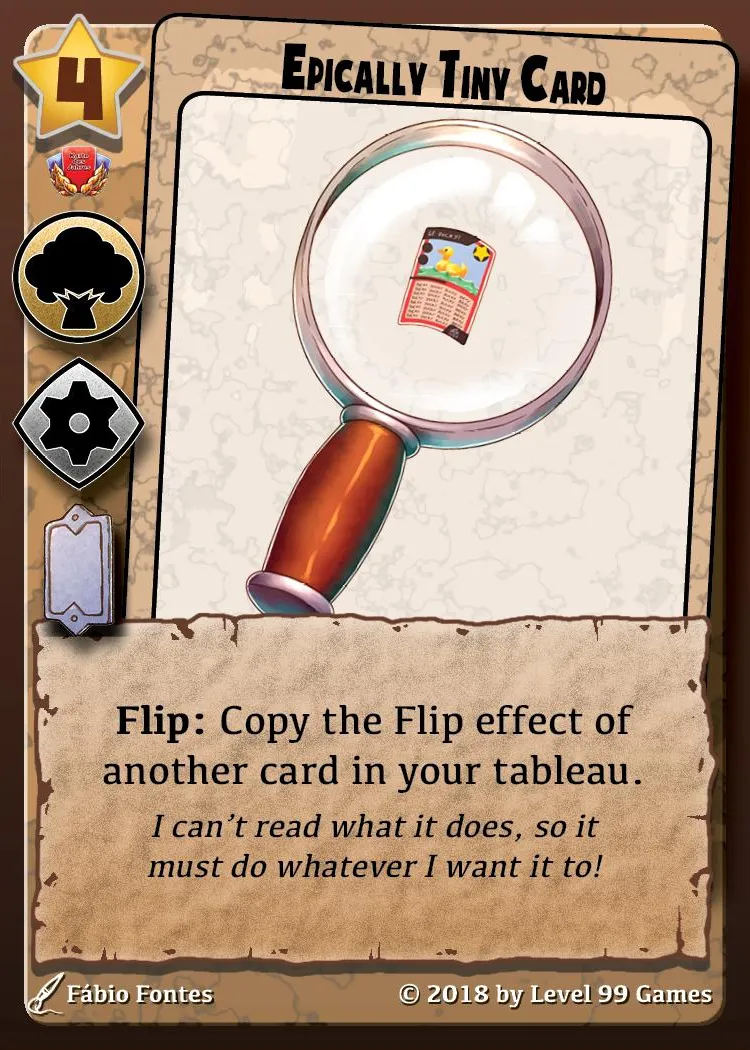 4
Epically Tiny Card
Flip: Copy the Flip effect of
another card in your tableau.
I can't read what it does, so it
must do whatever I want it to!
Fábio Fontes
© 2018 by Level 99 Games